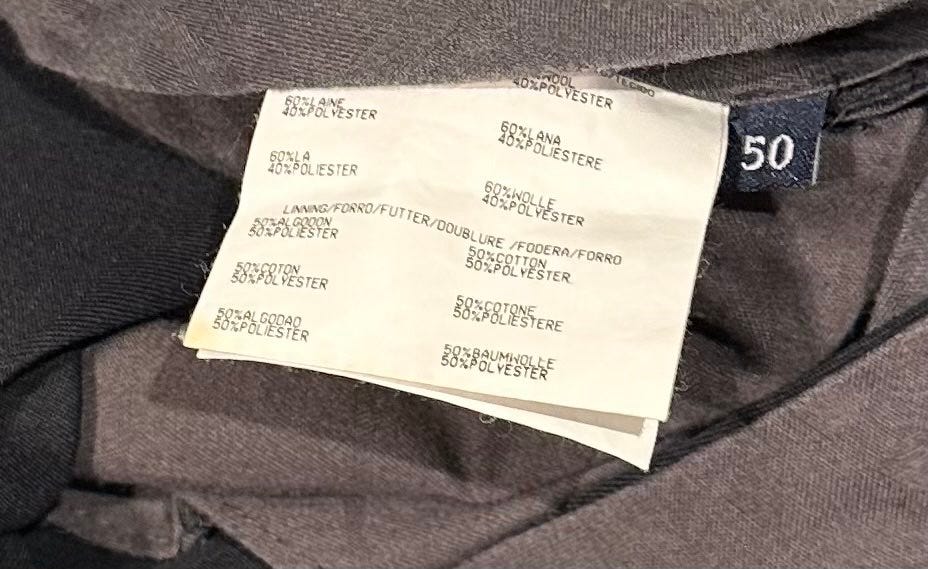 60%LAINE
40%POLYESTER
60%LA
40%POLIESTER
WOOL
40%POLYESTER
60%LANA
40%POLIESTERE
60%WOLLE
40%POLYESTER
LINNING/FORRO/FUTTER/DOUBLURE /FODERA/FORRO
50%ALGODON
50%POLIESTER
50%COTON
50%POLYESTER
50%ALGODAO
50%POLIESTER
50%COTTON
50%POLYESTER
50%COTONE
50%POLIESTERE
50%BAUMWOLLE
50%POLYESTER
50